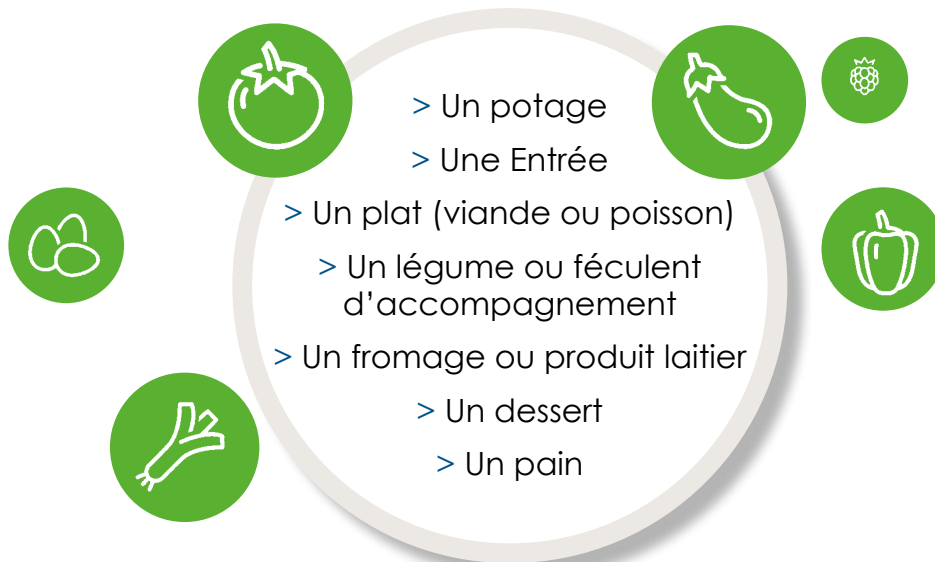 > Un potage
> Une Entrée
> Un plat (viande ou poisson)
> Un légume ou féculent
d’accompagnement
> Un fromage ou produit laitier
> Un dessert
> Un pain